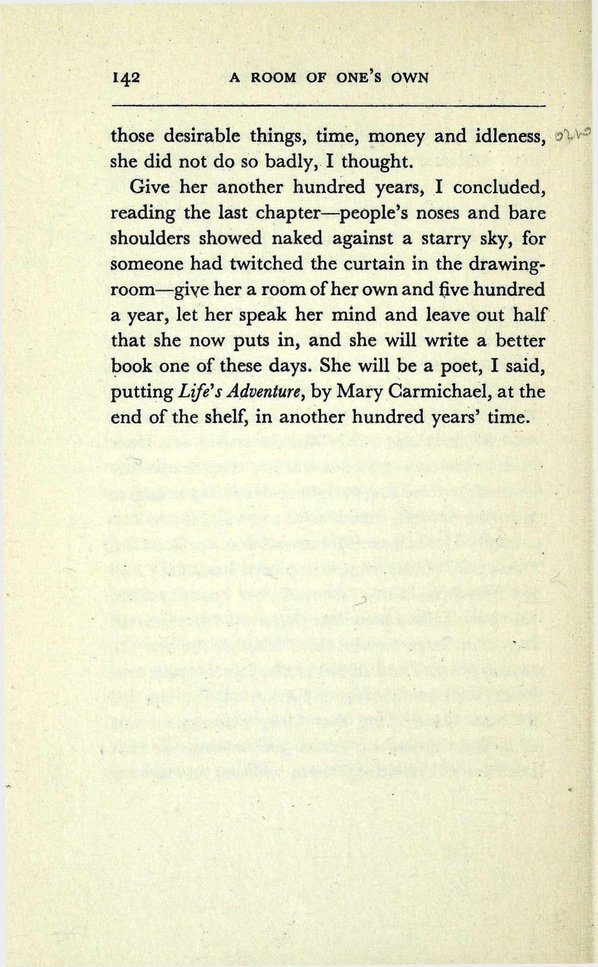 142 A ROOM OF ONE'S OWN
those desirable things, time, money and idleness,
she did not do so badly, I thought.
Give her another hundred years, I concluded,
reading the last chapter—people's noses and bare
shoulders showed naked against a starry sky, for
someone had twitched the curtain in the drawing-
room—give her a room of her own and five hundred
a year, let her speak her mind and leave out half
that she now puts in, and she will write a better
book one of these days. She will be a poet, I said,
putting Life's Adventure, by Mary Carmichael, at the
end of the shelf, in another hundred years' time.